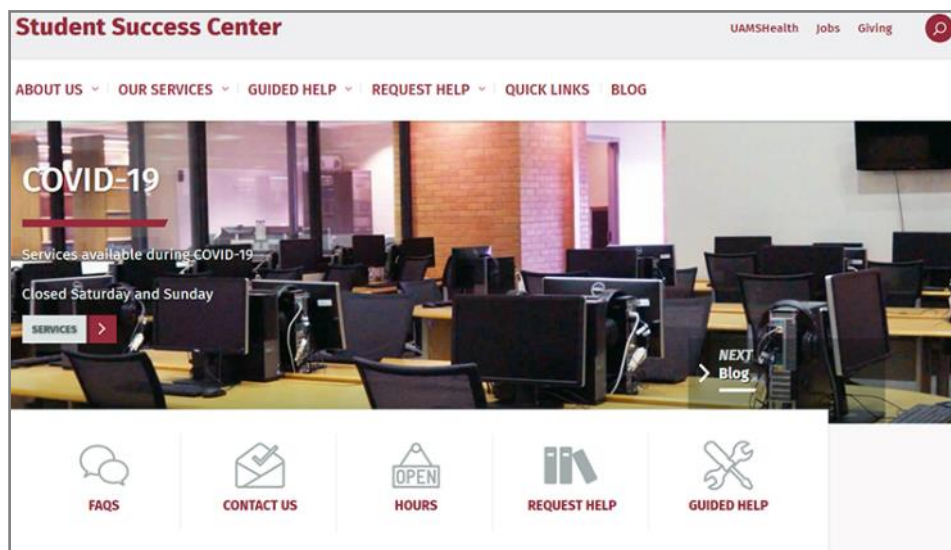 Student Success Center
UAMSHealth Jobs Giving
ABOUT US OUR SERVICES GUIDED HELP REQUEST HELP QUICK LINKS BLOG
COVID-19
Services available during COVID-19
Closed Saturday and Sunday
SERVICES
NEXT
Blog
OPEN
FAQS CONTACT US HOURS REQUEST HELP GUIDED HELP